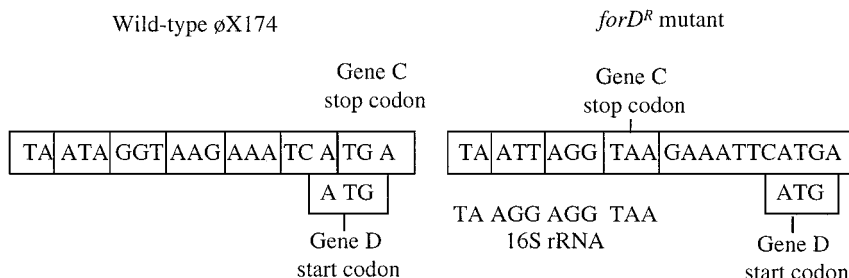 Wild-type øX174
Gene C
stop codon
TA ATA GGT AAG AAA TC A TG A
A TG
Gene D
start codon
forDᴿ mutant
Gene C
stop codon
TA ATT AGG TAA GAAATTCATGA
ATG
TA AGG AGG TAA
16S rRNA
Gene D
start codon